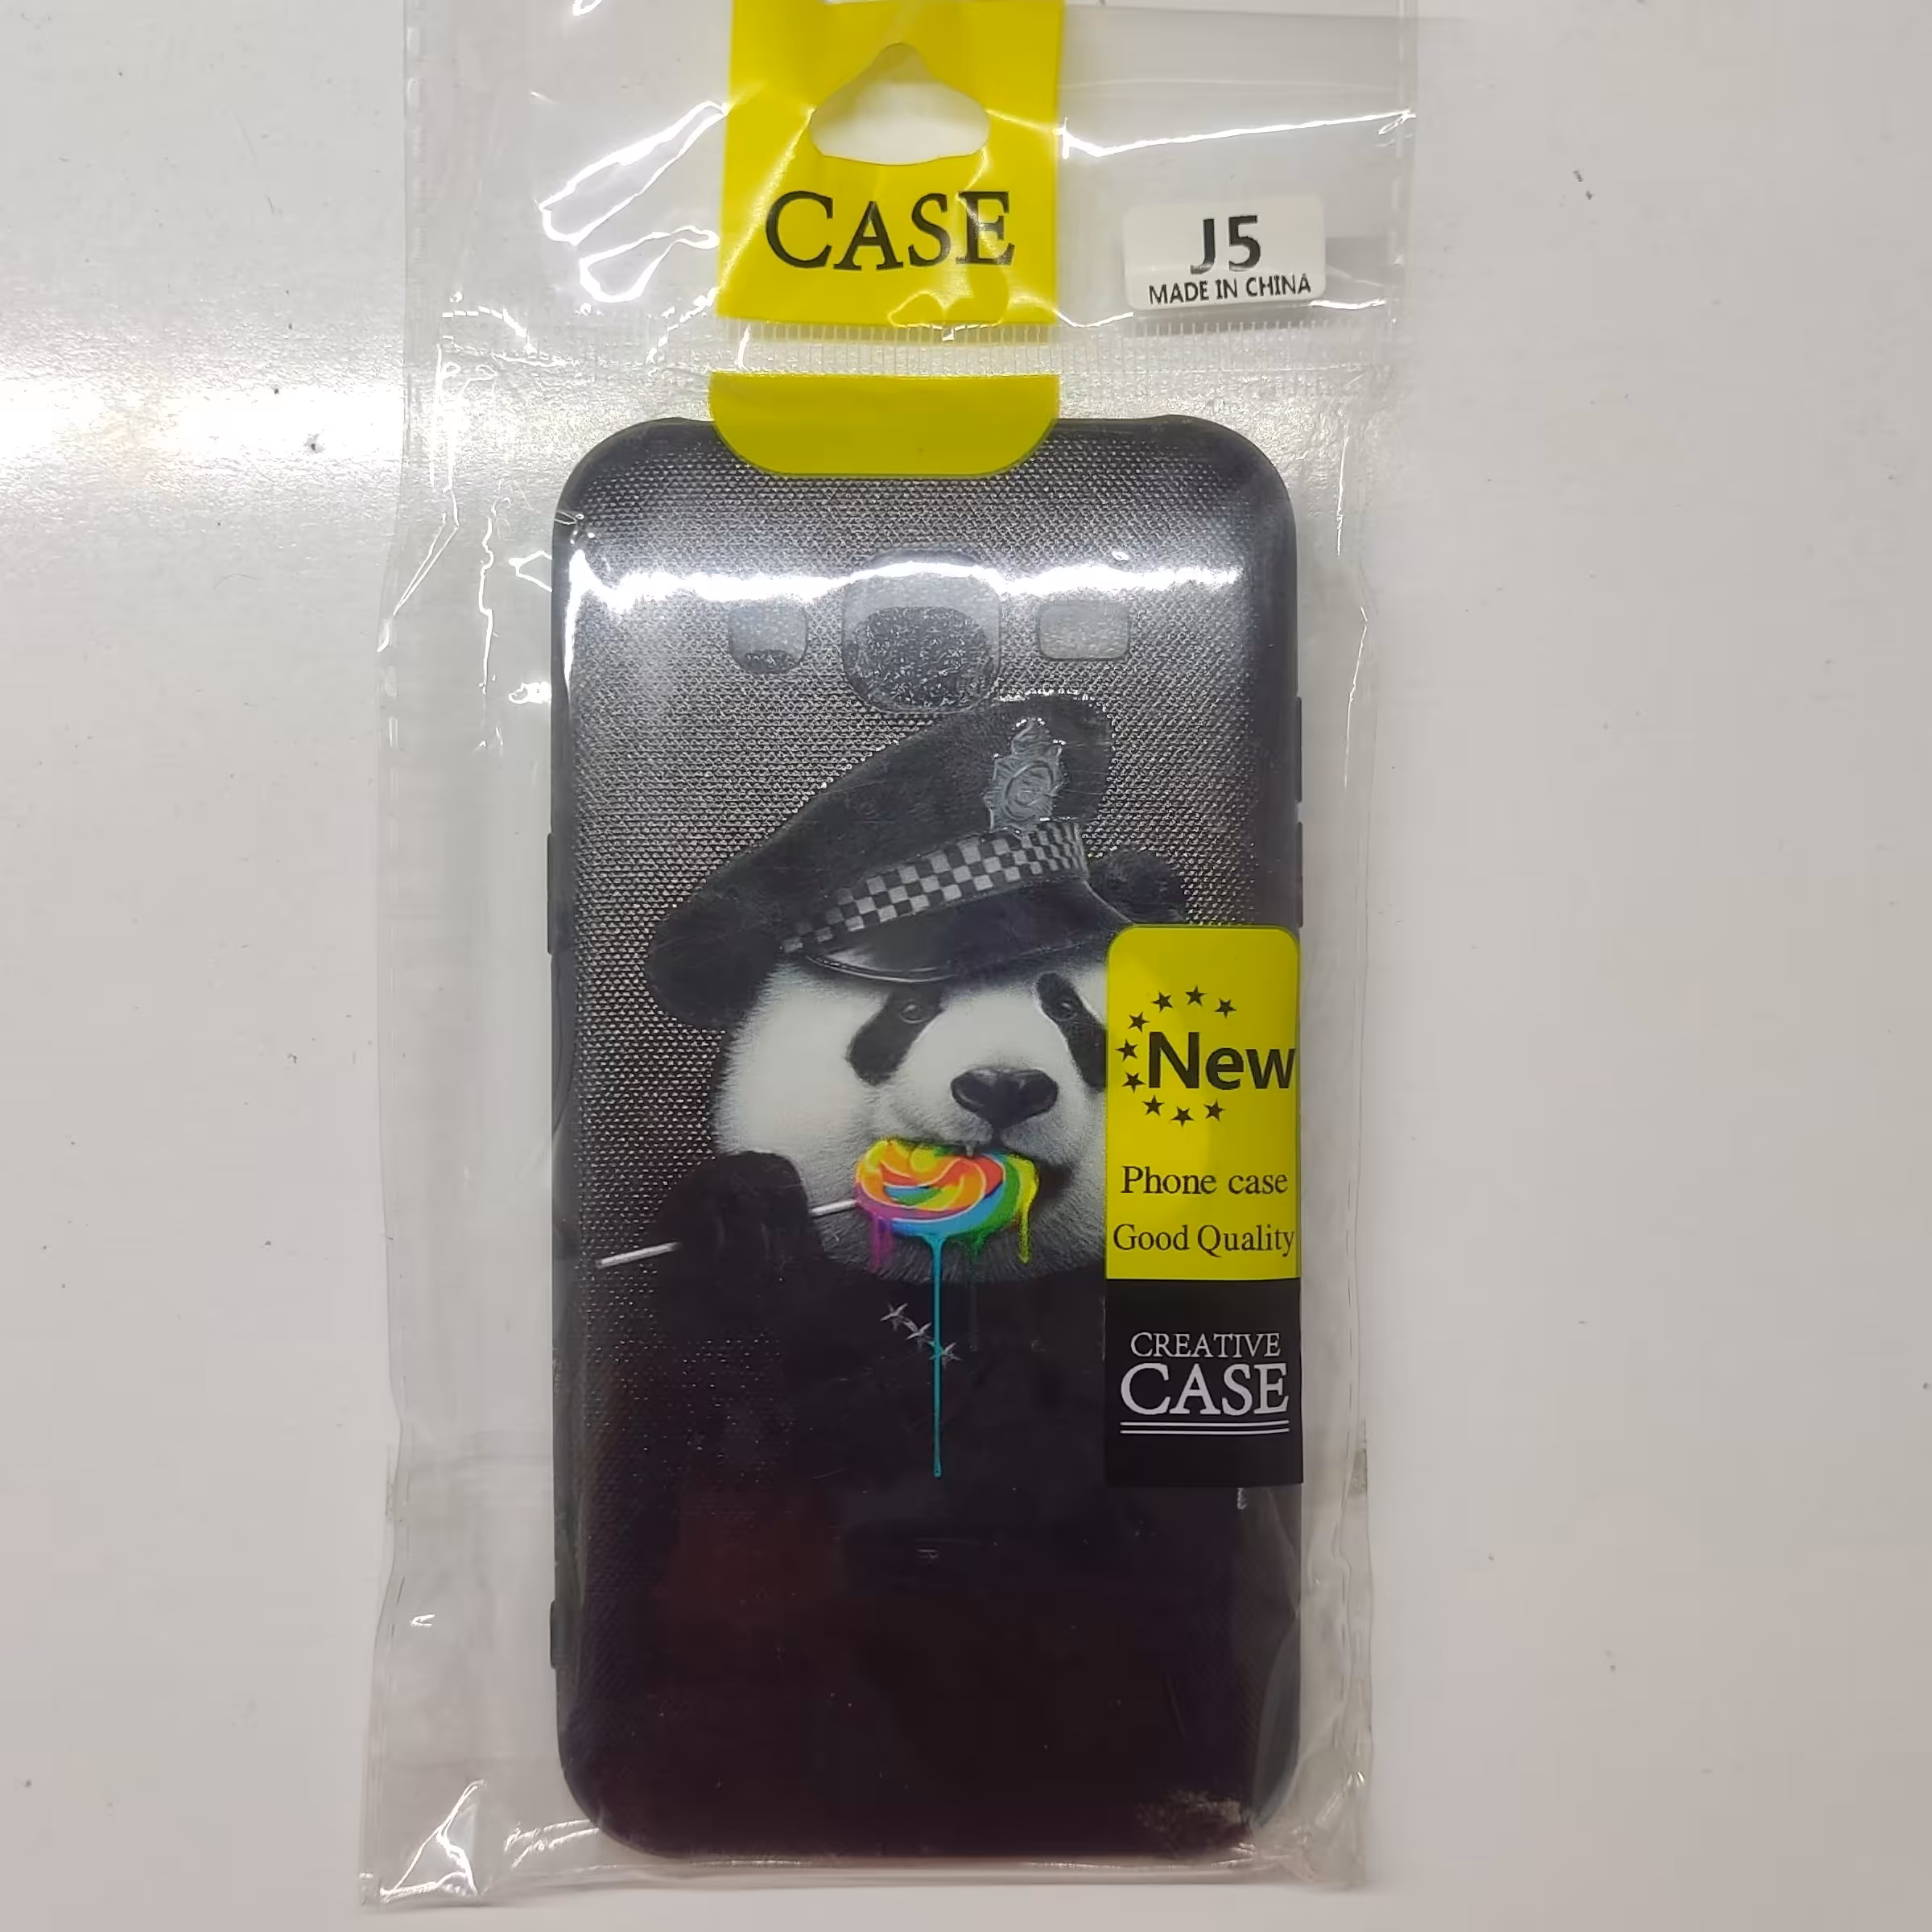 CASE
J5
MADE IN CHINA
New
Phone case
Good Quality
CREATIVE
CASE